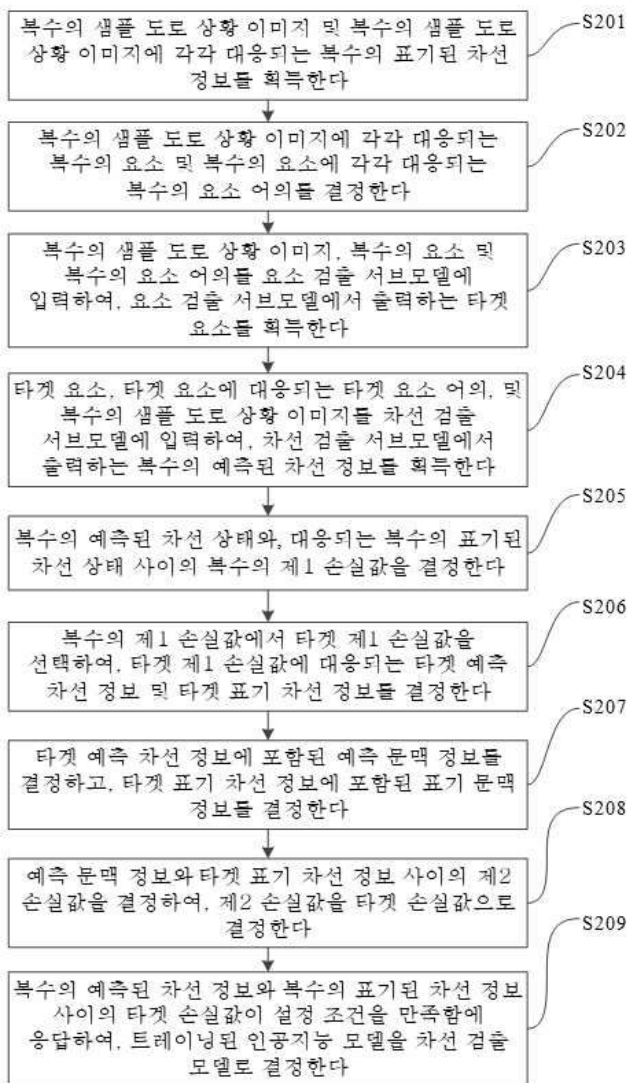 복수의 샘플 도로 상황 이미지 및 복수의 샘플 도로
상황 이미지에 각각 대응되는 복수의 표기된 차선
정보를 획득한다
S201
복수의 샘플 도로 상황 이미지에 각각 대응되는
복수의 요소 및 복수의 요소에 각각 대응되는
복수의 요소 어의를 결정한다
S202
복수의 샘플 도로 상황 이미지, 복수의 요소 및
복수의 요소 어의를 요소 검출 서브모델에
입력하여, 요소 검출 서브모델에서 출력하는 타겟
요소를 획득한다
S203
타겟 요소, 타겟 요소에 대응되는 타겟 요소 어의, 및
복수의 샘플 도로 상황 이미지를 차선 검출
서브모델에 입력하여, 차선 검출 서브모델에서
출력하는 복수의 예측된 차선 정보를 획득한다
S204
복수의 예측된 차선 상태와, 대응되는 복수의 표기된
차선 상태 사이의 복수의 제1 손실값을 결정한다
S205
복수의 제1 손실값에서 타겟 제1 손실값을
선택하여, 타겟 제1 손실값에 대응되는 타겟 예측
차선 정보 및 타겟 표기 차선 정보를 결정한다
S206
타겟 예측 차선 정보에 포함된 예측 문맥 정보를
결정하고, 타겟 표기 차선 정보에 포함된 표기 문맥
정보를 결정한다
S207
예측 문맥 정보와 타겟 표기 차선 정보 사이의 제2
손실값을 결정하여, 제2 손실값을 타겟 손실값으로
결정한다
S208
복수의 예측된 차선 정보와 복수의 표기된 차선 정보
사이의 타겟 손실값이 설정 조건을 만족함에
응답하여, 트레이닝된 인공지능 모델을 차선 검출
모델로 결정한다
S209